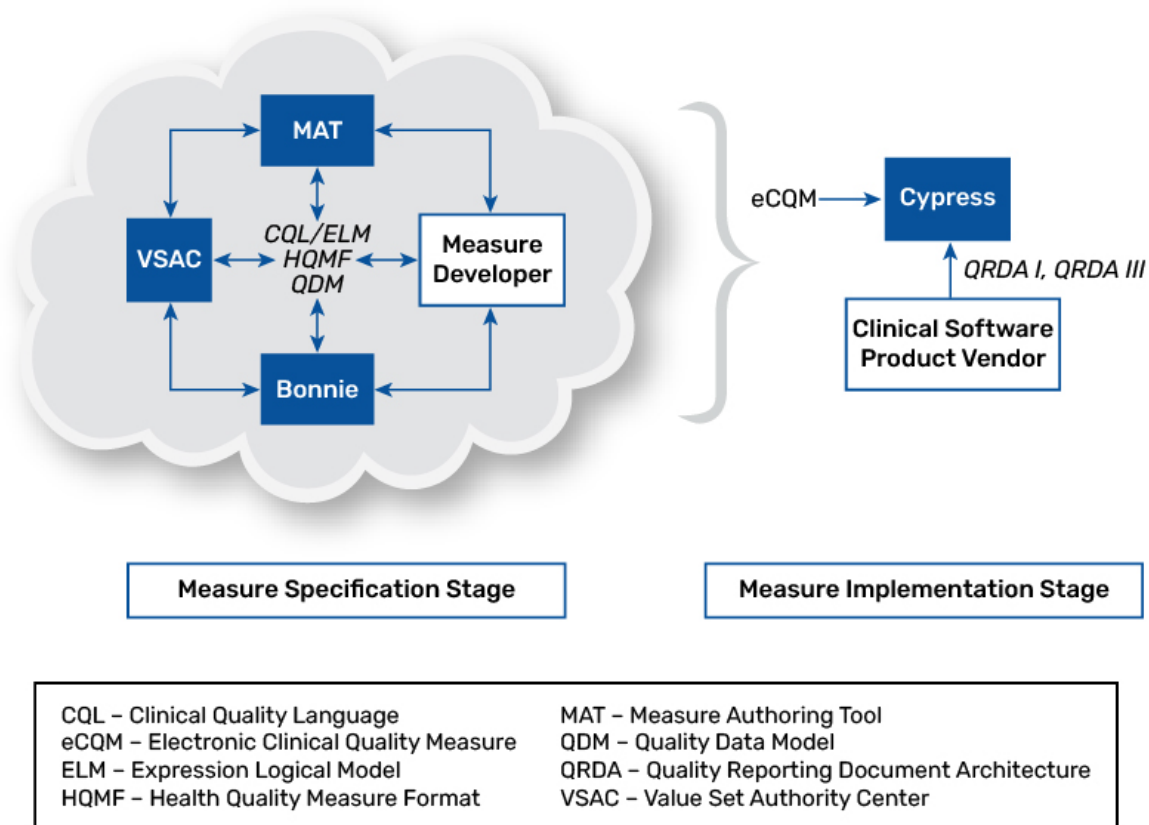 MAT
CQL/ELM
HQMF
QDM
VSAC
Measure
Developer
Bonnie
eCQM
Cypress
QRDA I, QRDA III
Clinical Software
Product Vendor
Measure Specification Stage
Measure Implementation Stage
CQL – Clinical Quality Language
eCQM – Electronic Clinical Quality Measure
ELM – Expression Logical Model
HQMF – Health Quality Measure Format
MAT – Measure Authoring Tool
QDM – Quality Data Model
QRDA – Quality Reporting Document Architecture
VSAC – Value Set Authority Center